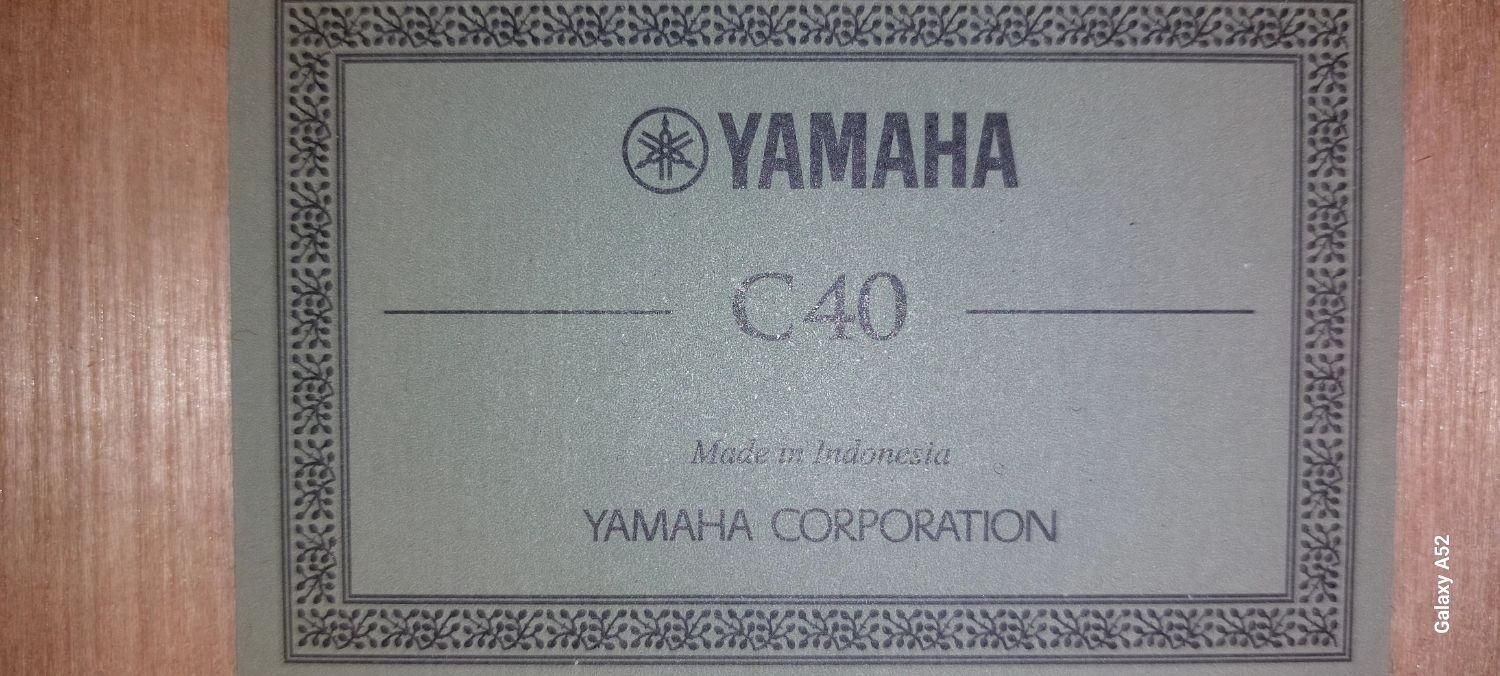 YAMAHA
C40
Made in Indonesia
YAMAHA CORPORATION
Galaxy A52